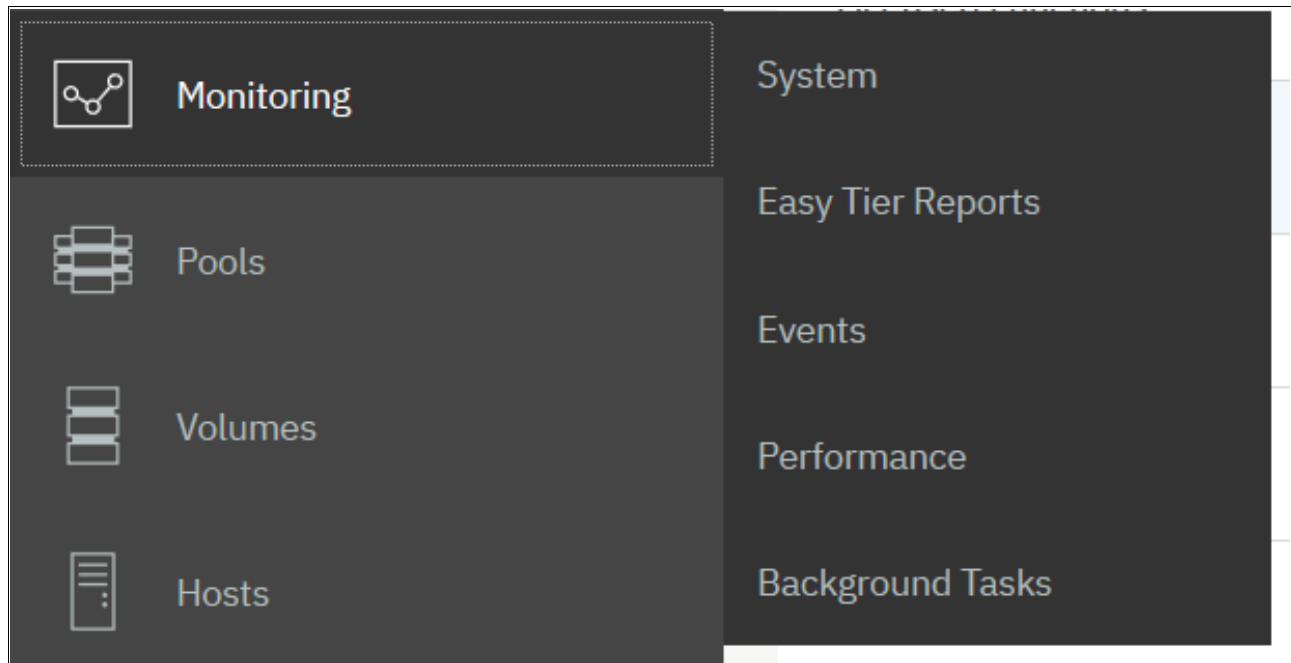 Monitoring
Pools
Volumes
Hosts
System
Easy Tier Reports
Events
Performance
Background Tasks